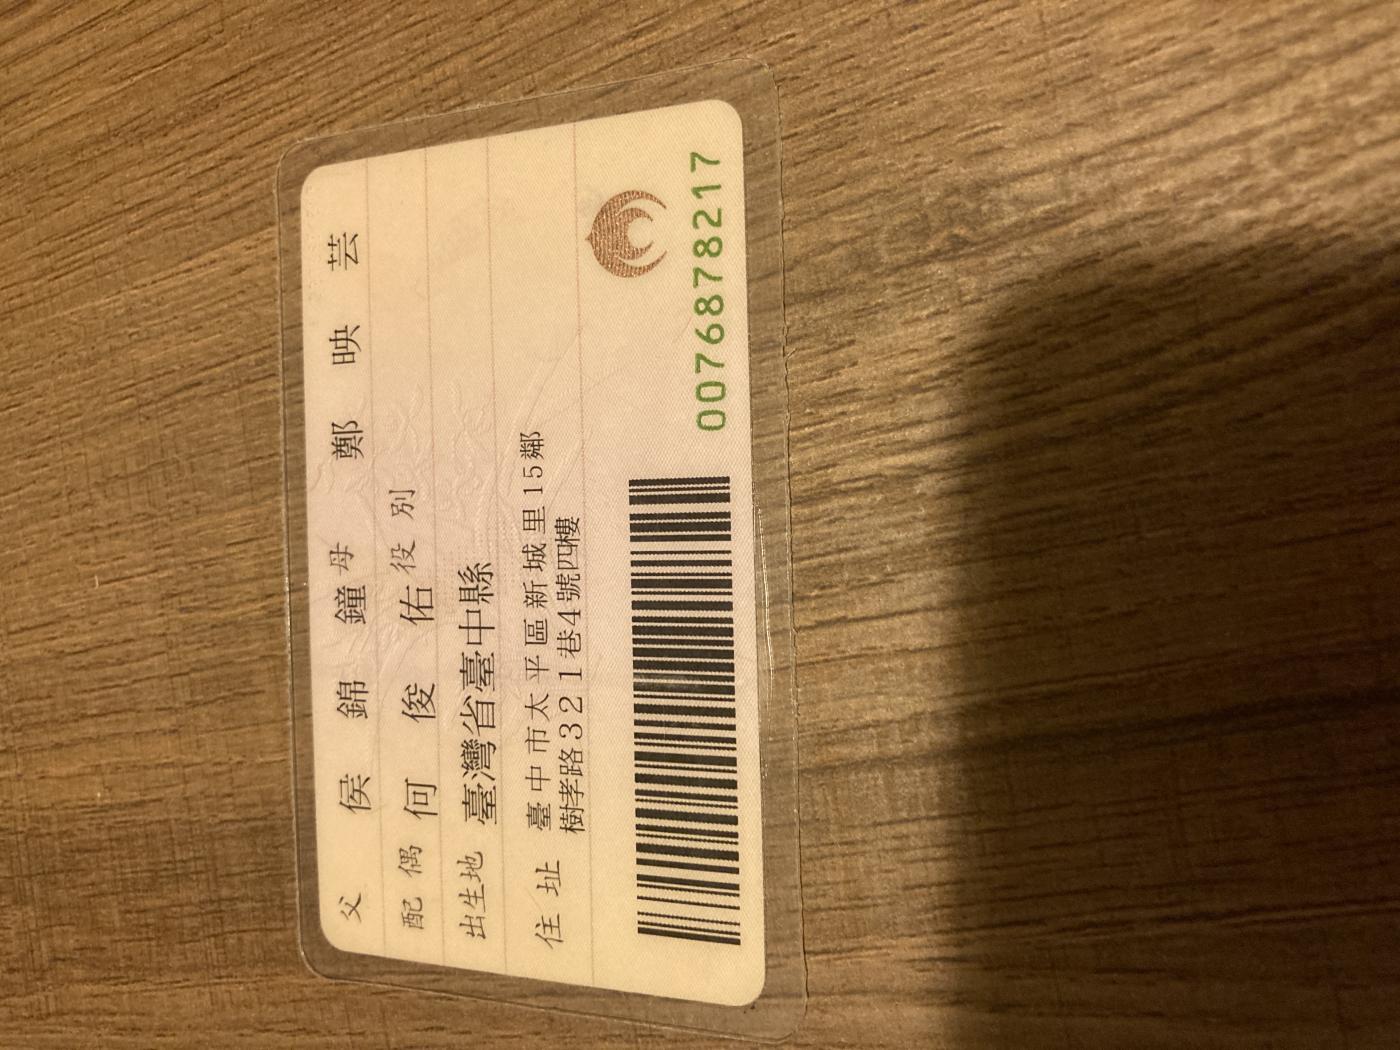 父 侯錦鐘 母 鄭映芸
配偶 何俊佑 役別
出生地 臺灣省臺中縣
住址 臺中市太平區新城里15鄰
樹孝路321巷4號四樓
0076878217